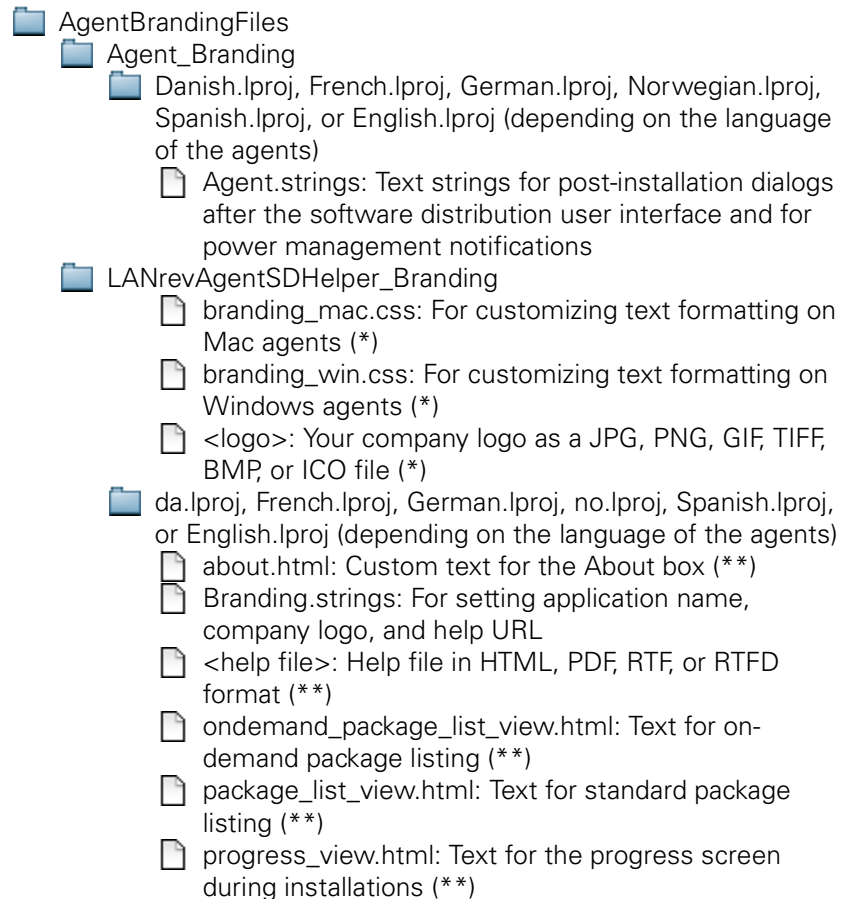 AgentBrandingFiles
Agent_Branding
Danish.lproj, French.lproj, German.lproj, Norwegian.lproj,
Spanish.lproj, or English.lproj (depending on the language
of the agents)
Agent.strings: Text strings for post-installation dialogs
after the software distribution user interface and for
power management notifications
LANrevAgentSDHelper_Branding
branding_mac.css: For customizing text formatting on
Mac agents (*)
branding_win.css: For customizing text formatting on
Windows agents (*)
<logo>: Your company logo as a JPG, PNG, GIF, TIFF,
BMP, or ICO file (*)
da.lproj, French.lproj, German.lproj, no.lproj, Spanish.lproj,
or English.lproj (depending on the language of the agents)
about.html: Custom text for the About box (**)
Branding.strings: For setting application name,
company logo, and help URL
<help file>: Help file in HTML, PDF, RTF, or RTFD
format (**)
ondemand_package_list_view.html: Text for on-
demand package listing (**)
package_list_view.html: Text for standard package
listing (**)
progress_view.html: Text for the progress screen
during installations (**)